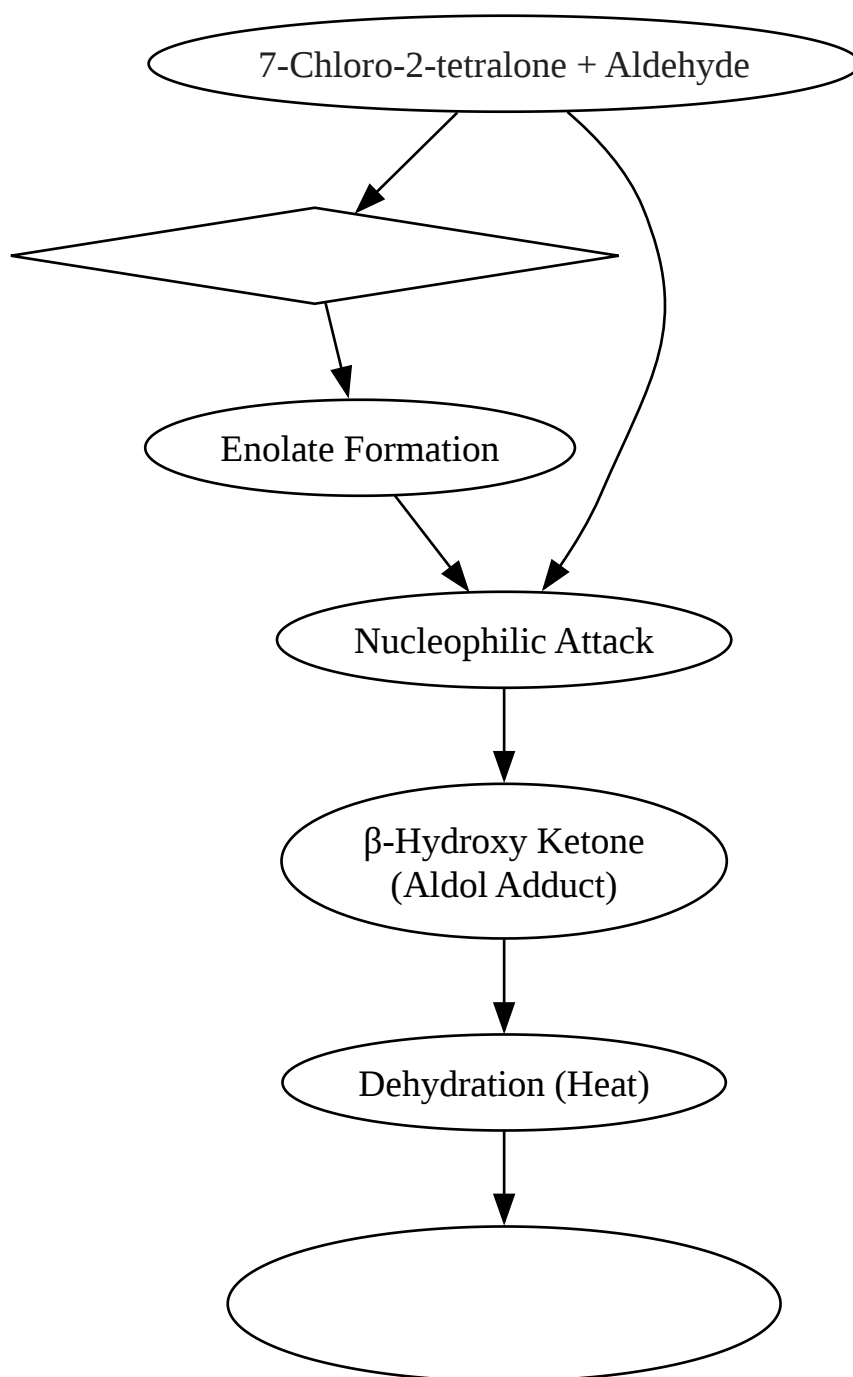 7-Chloro-2-tetralone + Aldehyde
Enolate Formation
Nucleophilic Attack
β-Hydroxy Ketone
(Aldol Adduct)
Dehydration (Heat)